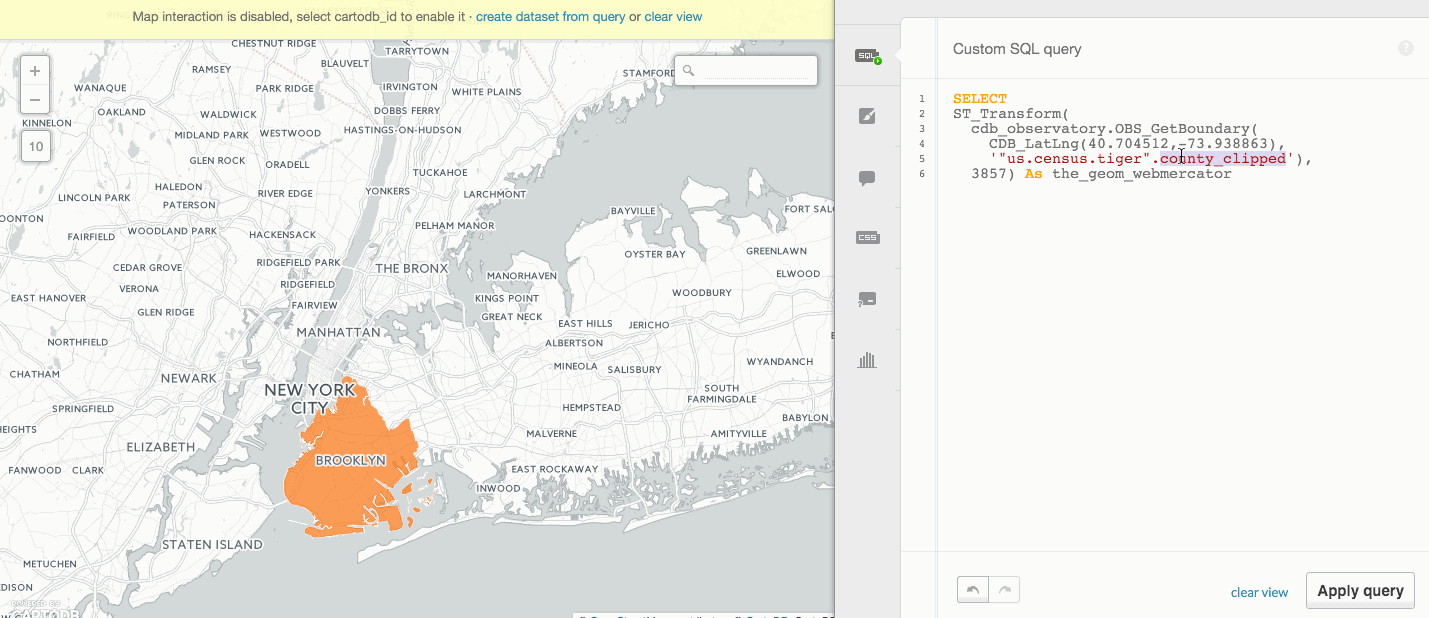 Map interaction is disabled, select cartodb_id to enable it · create dataset from query or clear view
CHESTNUT RIDGE
TARRYTOWN
BLAUVELT
RAMSEY
STAMFORD
WANAQUE
PARK RIDGE
IRVINGTON
WHITE PLAINS
+
−
10
OAKLAND
WALDWICK
DOBBS FERRY
KINNELON
MIDLAND PARK
WESTWOOD
HASTINGS-ON-HUDSON
GLEN ROCK
ORADELL
TUCKAHOE
HALEDON
RIVER EDGE
YONKERS
LARCHMONT
LINCOLN PARK
PATERSON
WOODLAND PARK
FAIRFIELD
HACKENSACK
PELHAM MANOR
BAYVILLE
FORT SAL
CEDAR GROVE
RIDGEFIELD PARK
THE BRONX
OYSTER BAY
GREENLAWN
VERONA
RIDGEFIELD
MANORHAVEN
ELWOOD
EAST HANOVER
FAIRVIEW
KINGS POINT
WOODBURY
GLEN RIDGE
GREAT NECK
EAST HILLS
JERICHO
NORTHFIELD
MANHATTAN
ALBERTSON
CHATHAM
NEWARK
MINEOLA
SALISBURY
WYANDANCH
NEW YORK
CITY
SOUTH
FARMINGDALE
SPRINGFIELD
HEMPSTEAD
BABYLON
HEIGHTS
ELIZABETH
MALVERNE
AMITYVILLE
FANWOOD
CLARK
BROOKLYN
EAST ROCKAWAY
INWOOD
STATEN ISLAND
METUCHEN
EDISON
POWERED BY
CARTODB
SQL
CSS
Custom SQL query
?
1 SELECT
2 ST_Transform(
3 cdb_observatory.OBS_GetBoundary(
4 CDB_LatLng(40.704512,-73.938863),
5 '"us.census.tiger".county_clipped'),
6 3857) As the_geom_webmercator
clear view
Apply query